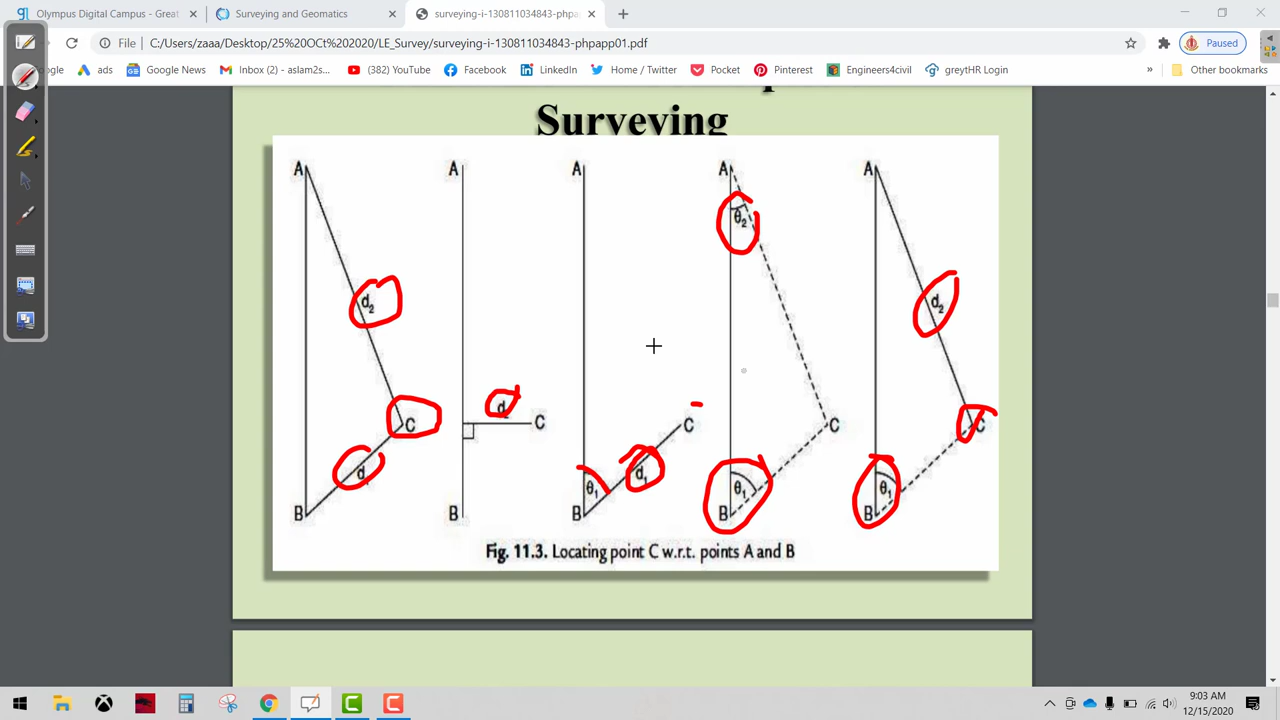 Olympus Digital Campus - Great
Surveying and Geomatics
surveying-i-130811034843-phpapp01.pdf
File
C:/Users/zaaa/Desktop/25%20OCt%202020/LE_Survey/surveying-i-130811034843-phpapp01.pdf
Paused
ogle
ads
Google News
Inbox (2) - aslam2s...
(382) YouTube
Facebook
LinkedIn
Home / Twitter
Pocket
Pinterest
Engineers4civil
greytHR Login
»
Other bookmarks
Surveying
A A A A A
θ2
d2 d2
d
C C C C C
d1 d1
θ1 θ1 θ1
B B B B B
Fig. 11.3. Locating point C w.r.t. points A and B
9:03 AM
12/15/2020